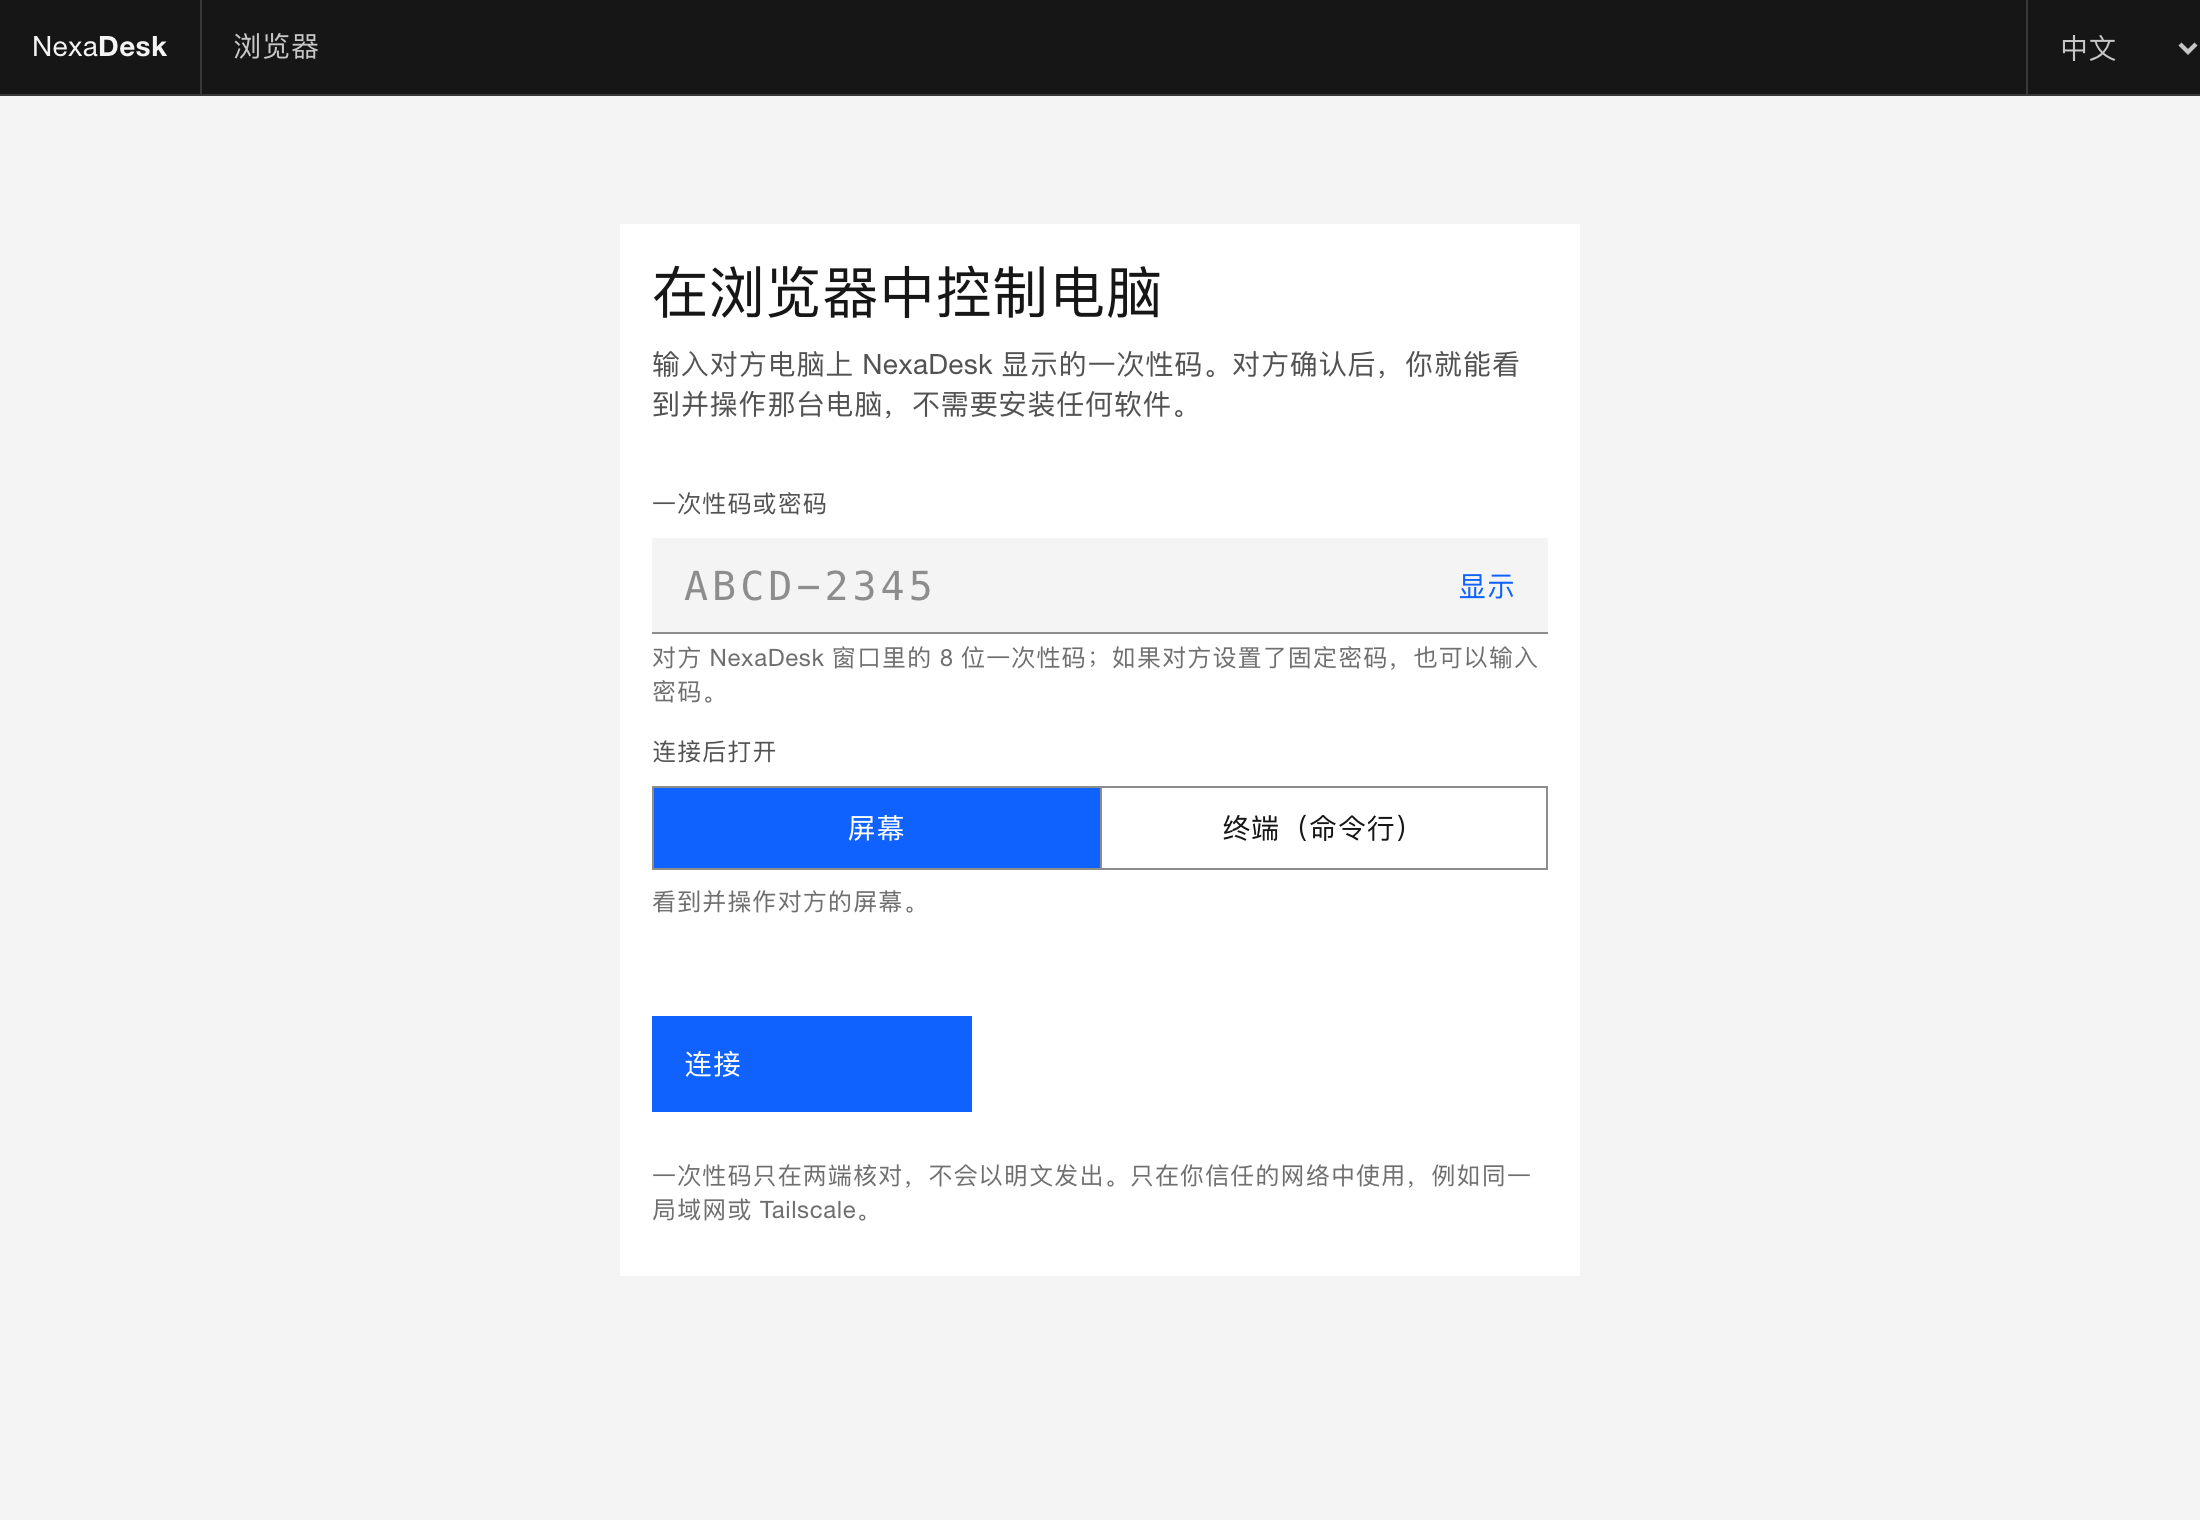 NexaDesk
浏览器
中文
在浏览器中控制电脑
输入对方电脑上 NexaDesk 显示的一次性码。对方确认后，你就能看
到并操作那台电脑，不需要安装任何软件。
一次性码或密码
ABCD-2345
显示
对方 NexaDesk 窗口里的 8 位一次性码；如果对方设置了固定密码，也可以输入
密码。
连接后打开
屏幕
终端（命令行）
看到并操作对方的屏幕。
连接
一次性码只在两端核对，不会以明文发出。只在你信任的网络中使用，例如同一
局域网或 Tailscale。